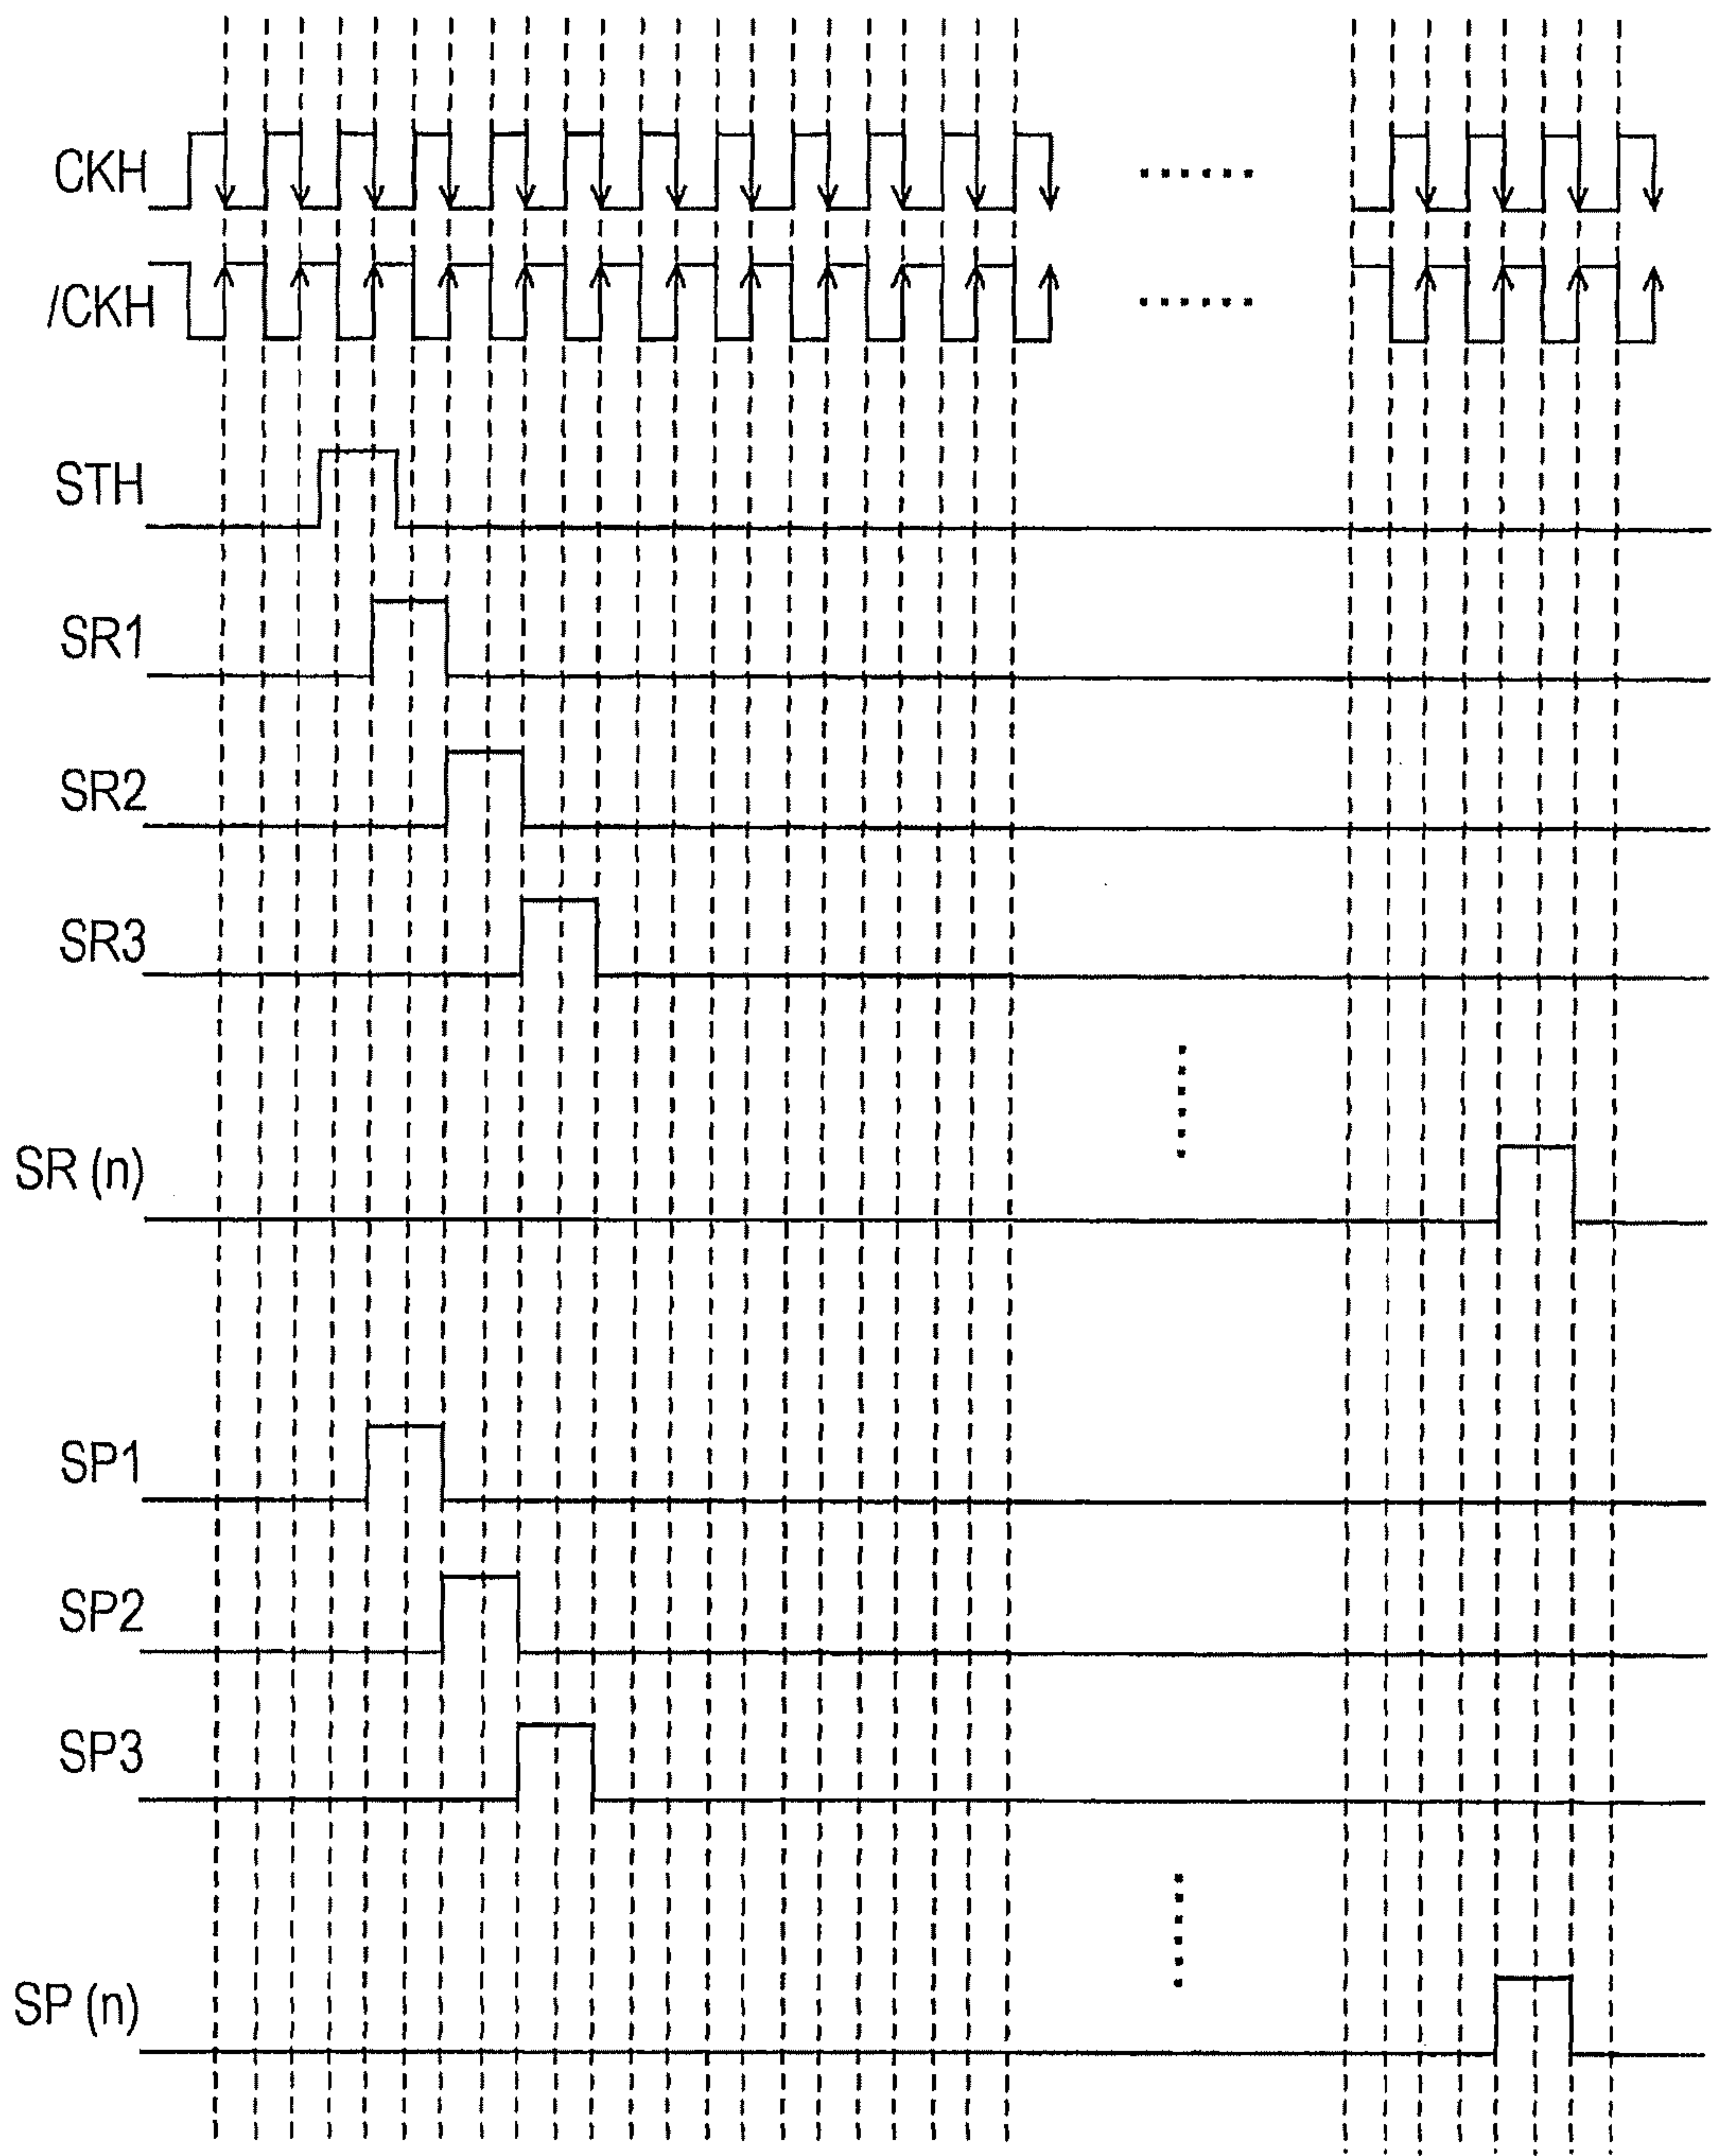 CKH
/CKH
STH
SR1
SR2
SR3
SR (n)
SP1
SP2
SP3
SP (n)